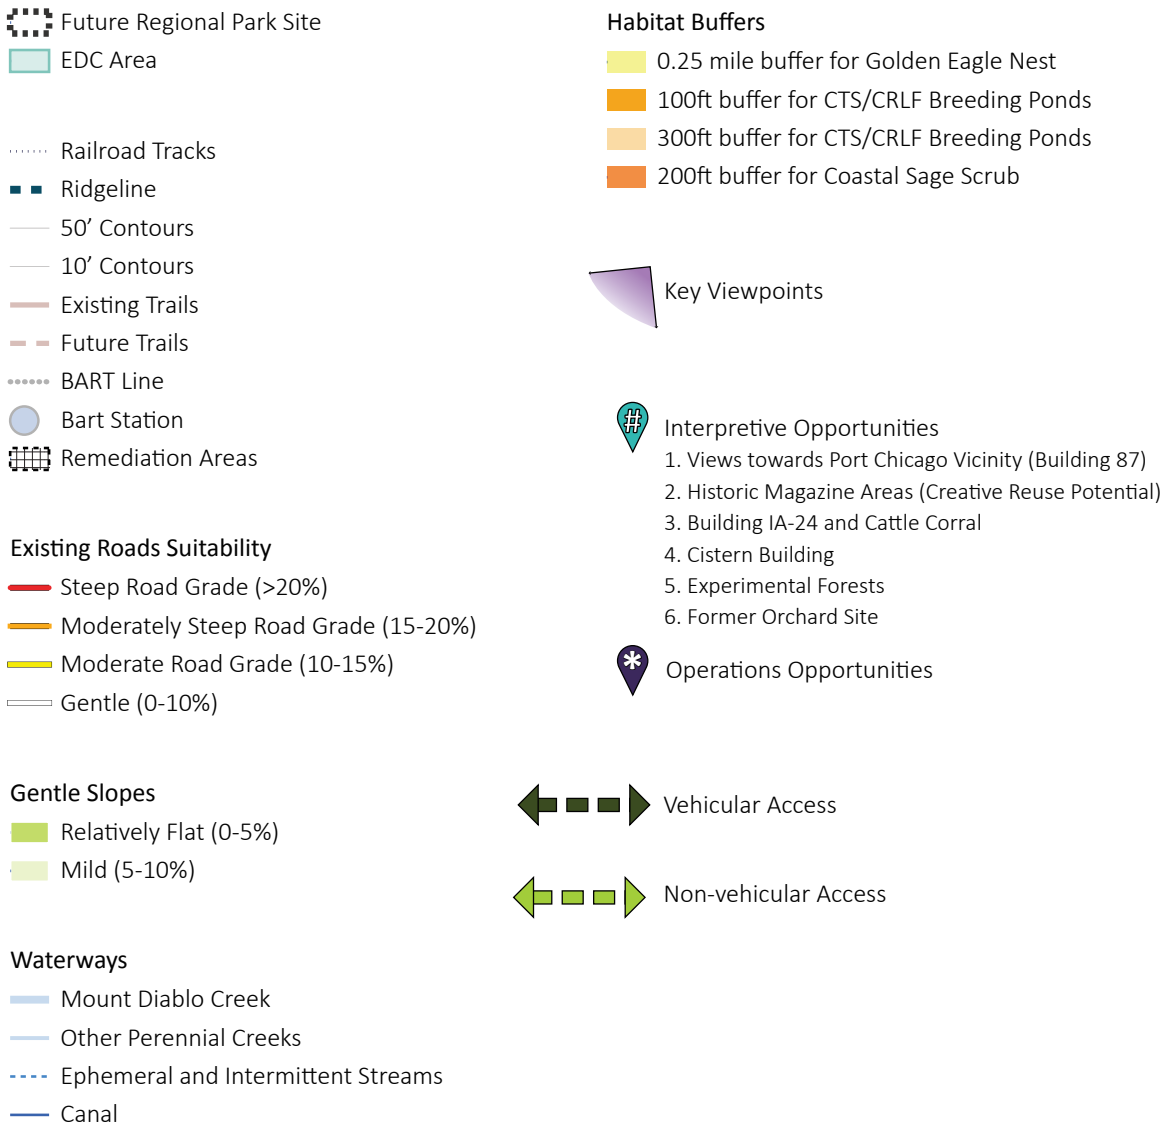 Future Regional Park Site
EDC Area
Railroad Tracks
Ridgeline
50’ Contours
10’ Contours
Existing Trails
Future Trails
BART Line
Bart Station
Remediation Areas
Existing Roads Suitability
Steep Road Grade (>20%)
Moderately Steep Road Grade (15-20%)
Moderate Road Grade (10-15%)
Gentle (0-10%)
Gentle Slopes
Relatively Flat (0-5%)
Mild (5-10%)
Waterways
Mount Diablo Creek
Other Perennial Creeks
Ephemeral and Intermittent Streams
Canal
Habitat Buffers
0.25 mile buffer for Golden Eagle Nest
100ft buffer for CTS/CRLF Breeding Ponds
300ft buffer for CTS/CRLF Breeding Ponds
200ft buffer for Coastal Sage Scrub
Key Viewpoints
# Interpretive Opportunities
1. Views towards Port Chicago Vicinity (Building 87)
2. Historic Magazine Areas (Creative Reuse Potential)
3. Building IA-24 and Cattle Corral
4. Cistern Building
5. Experimental Forests
6. Former Orchard Site
* Operations Opportunities
Vehicular Access
Non-vehicular Access